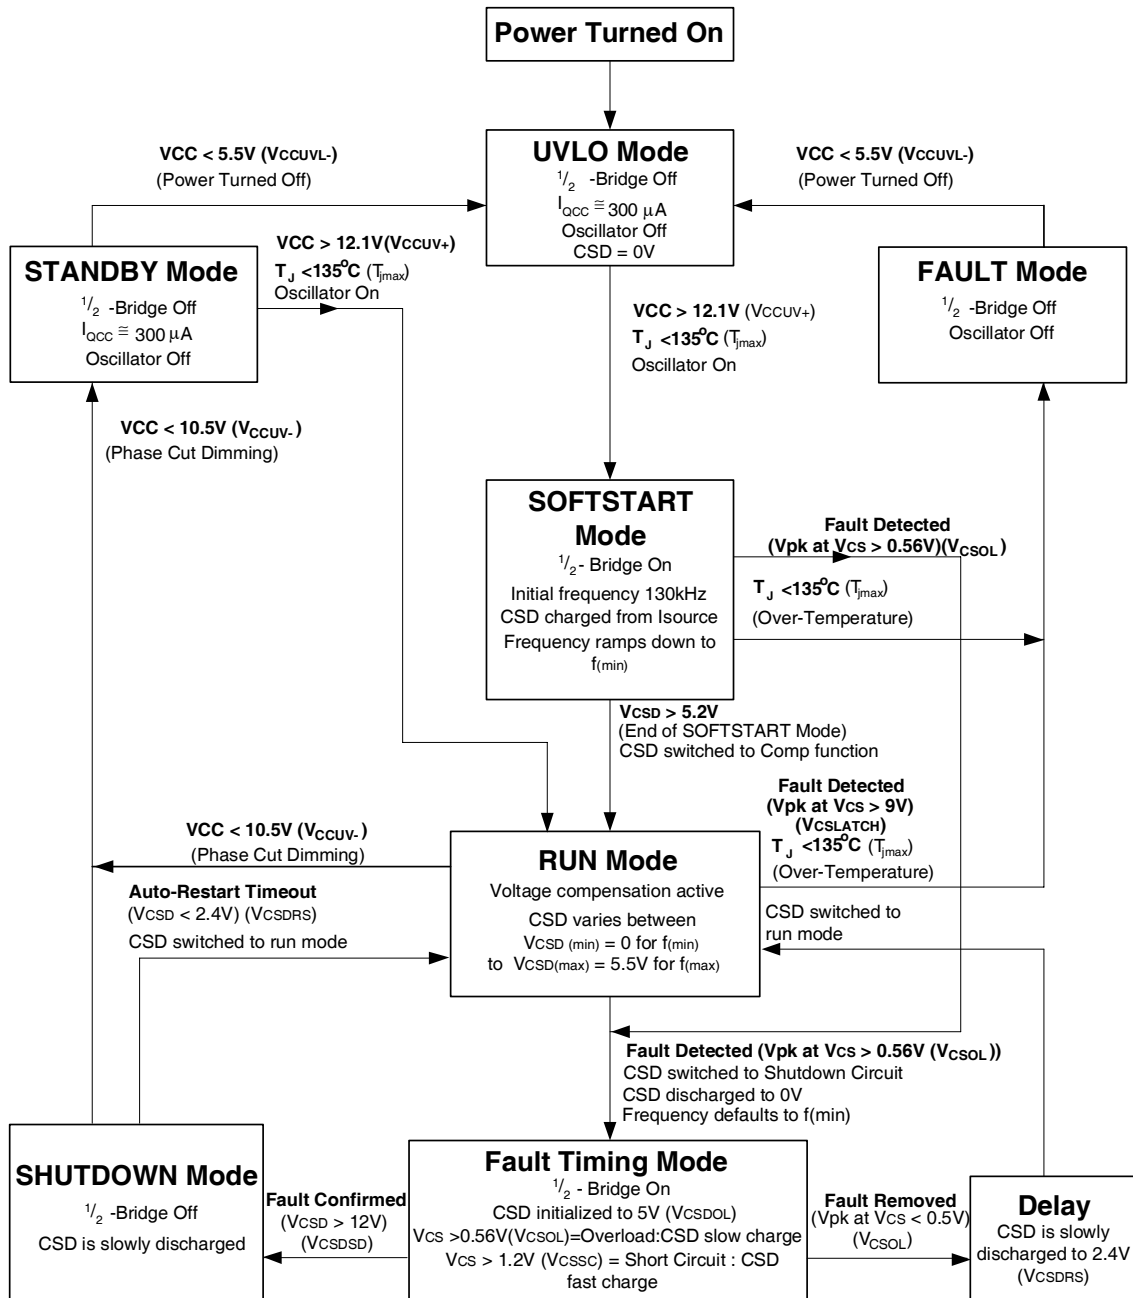 Power Turned On
UVLO Mode
1/2 -Bridge Off
IQCC ≅ 300 µA
Oscillator Off
CSD = 0V
VCC < 5.5V (VCCUVL-)
(Power Turned Off)
VCC < 5.5V (VCCUVL-)
(Power Turned Off)
STANDBY Mode
1/2 -Bridge Off
IQCC ≅ 300 µA
Oscillator Off
VCC > 12.1V(VCCUV+)
TJ <135°C (Tjmax)
Oscillator On
VCC > 12.1V (VCCUV+)
TJ <135°C (Tjmax)
Oscillator On
FAULT Mode
1/2 -Bridge Off
Oscillator Off
VCC < 10.5V (VCCUV-)
(Phase Cut Dimming)
SOFTSTART
Mode
1/2 - Bridge On
Initial frequency 130kHz
CSD charged from Isource
Frequency ramps down to
f(min)
Fault Detected
(Vpk at VCS > 0.56V)(VCSOL)
TJ <135°C (Tjmax)
(Over-Temperature)
VCSD > 5.2V
(End of SOFTSTART Mode)
CSD switched to Comp function
Fault Detected
(Vpk at VCS > 9V)
(VCSLATCH)
TJ <135°C (Tjmax)
(Over-Temperature)
VCC < 10.5V (VCCUV-)
(Phase Cut Dimming)
RUN Mode
Voltage compensation active
CSD varies between
VCSD (min) = 0 for f(min)
to VCSD(max) = 5.5V for f(max)
Auto-Restart Timeout
(VCSD < 2.4V) (VCSDRS)
CSD switched to run mode
CSD switched to
run mode
Fault Detected (Vpk at VCS > 0.56V (VCSOL))
CSD switched to Shutdown Circuit
CSD discharged to 0V
Frequency defaults to f(min)
SHUTDOWN Mode
1/2 -Bridge Off
CSD is slowly discharged
Fault Confirmed
(VCSD > 12V)
(VCSDSD)
Fault Timing Mode
1/2 - Bridge On
CSD initialized to 5V (VCSDOL)
VCS >0.56V(VCSOL)=Overload:CSD slow charge
VCS > 1.2V (VCSSC) = Short Circuit : CSD
fast charge
Fault Removed
(Vpk at VCS < 0.5V)
(VCSOL)
Delay
CSD is slowly
discharged to 2.4V
(VCSDRS)